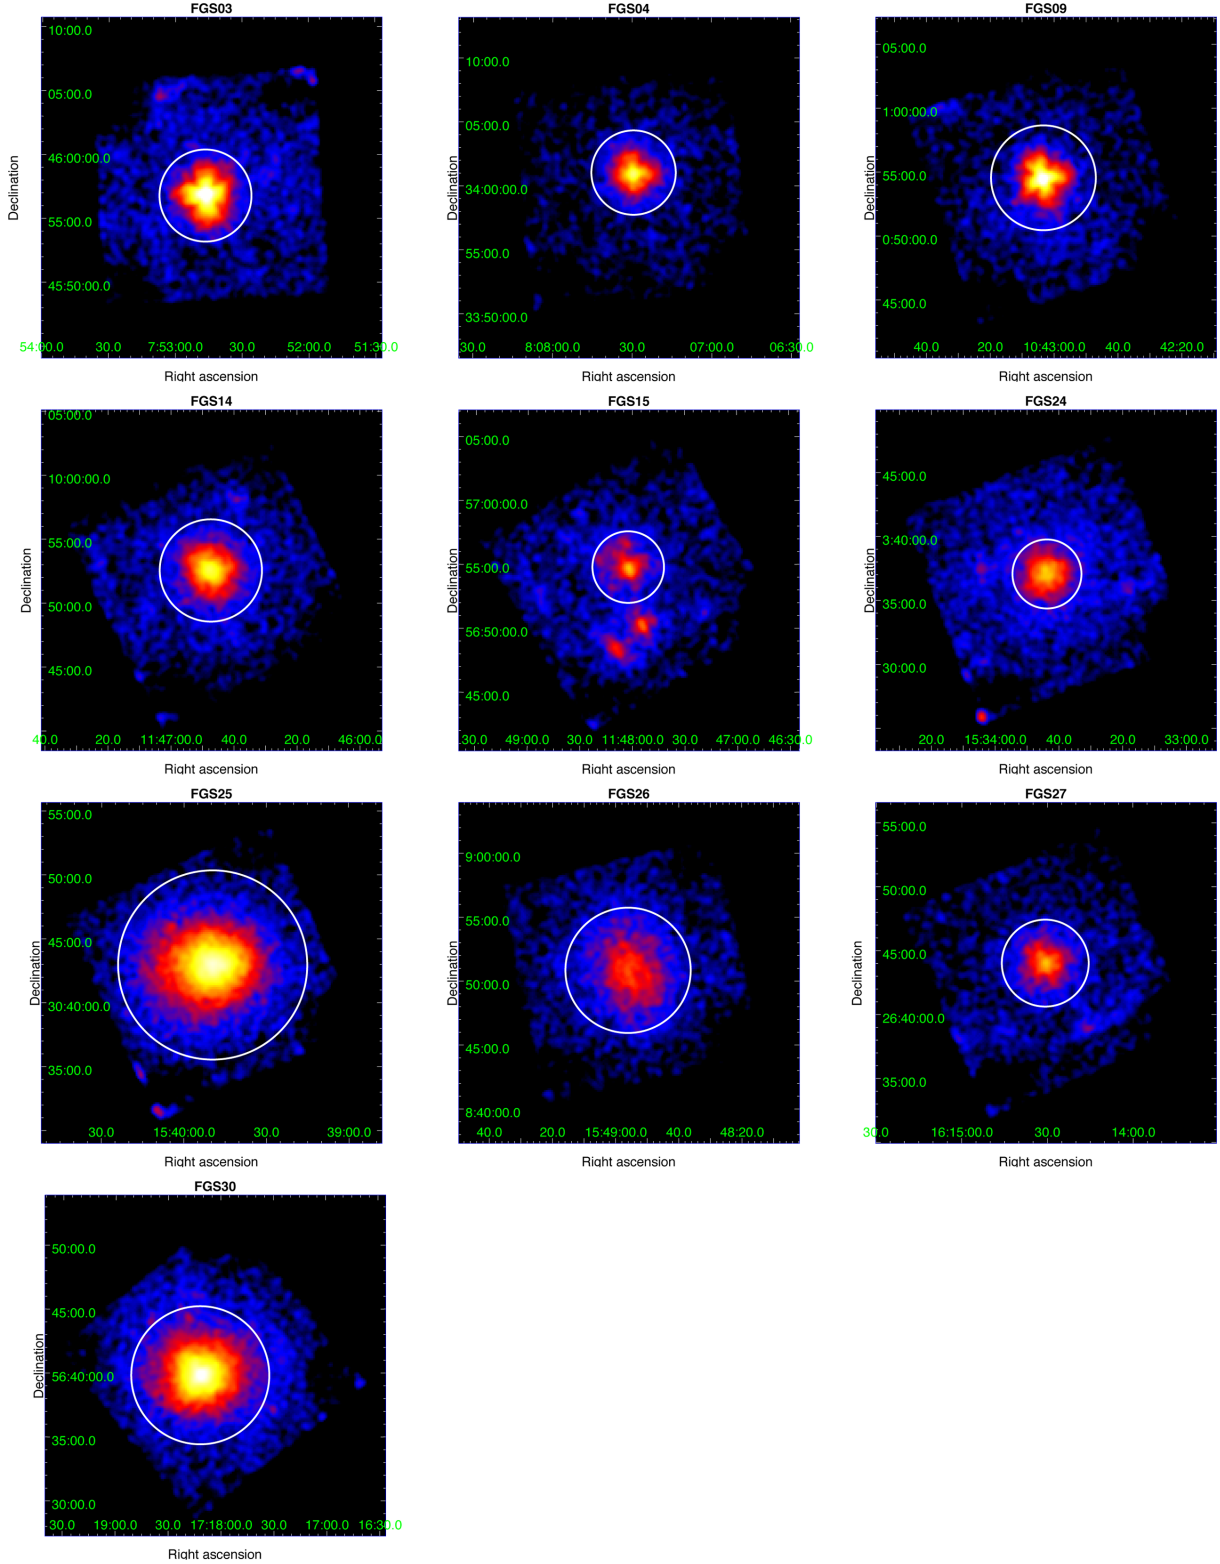 FGS03
10:00.0
05:00.0
46:00:00.0
55:00.0
45:50:00.0
54:00.0 30.0 7:53:00.0 30.0 52:00.0 51:30.0
Declination
Right ascension
FGS04
10:00.0
05:00.0
34:00:00.0
55:00.0
33:50:00.0
30.0 8:08:00.0 30.0 07:00.0 06:30.0
Declination
Right ascension
FGS09
05:00.0
1:00:00.0
55:00.0
0:50:00.0
45:00.0
40.0 20.0 10:43:00.0 40.0 42:20.0
Declination
Right ascension
FGS14
05:00.0
10:00:00.0
55:00.0
50:00.0
45:00.0
40.0 20.0 11:47:00.0 40.0 20.0 46:00.0
Declination
Right ascension
FGS15
05:00.0
57:00:00.0
55:00.0
56:50:00.0
45:00.0
30.0 49:00.0 30.0 11:48:00.0 30.0 47:00.0 46:30.0
Declination
Right ascension
FGS24
45:00.0
3:40:00.0
35:00.0
30:00.0
20.0 15:34:00.0 40.0 20.0 33:00.0
Declination
Right ascension
FGS25
55:00.0
50:00.0
45:00.0
30:40:00.0
35:00.0
30.0 15:40:00.0 30.0 39:00.0
Declination
Right ascension
FGS26
9:00:00.0
55:00.0
50:00.0
45:00.0
8:40:00.0
40.0 20.0 15:49:00.0 40.0 48:20.0
Declination
Right ascension
FGS27
55:00.0
50:00.0
45:00.0
26:40:00.0
35:00.0
30.0 16:15:00.0 30.0 14:00.0
Declination
Right ascension
FGS30
50:00.0
45:00.0
56:40:00.0
35:00.0
30:00.0
30.0 19:00.0 30.0 17:18:00.0 30.0 17:00.0 16:30.0
Declination
Right ascension